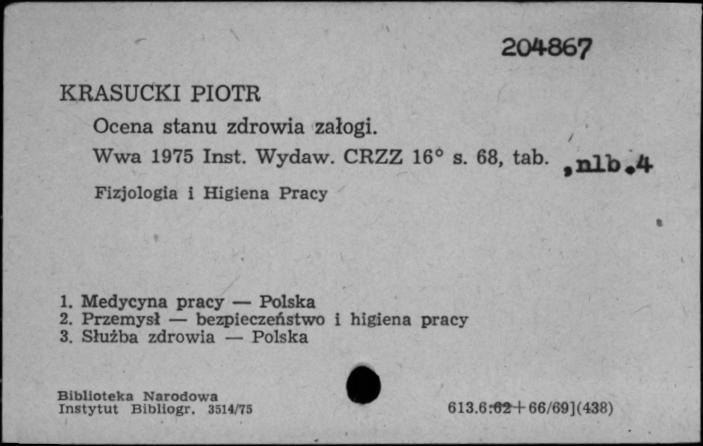 204867
KRASUCKI PIOTR
Ocena stanu zdrowia załogi.
Wwa 1975 Inst. Wydaw. CRZZ 16° s. 68, tab. , nlb.4
Fizjologia i Higiena Pracy
1. Medycyna pracy — Polska
2. Przemysł — bezpieczeństwo i higiena pracy
3. Służba zdrowia — Polska
Biblioteka Narodowa
Instytut Bibliogr. 3514/75
613.6:62+66/69](438)